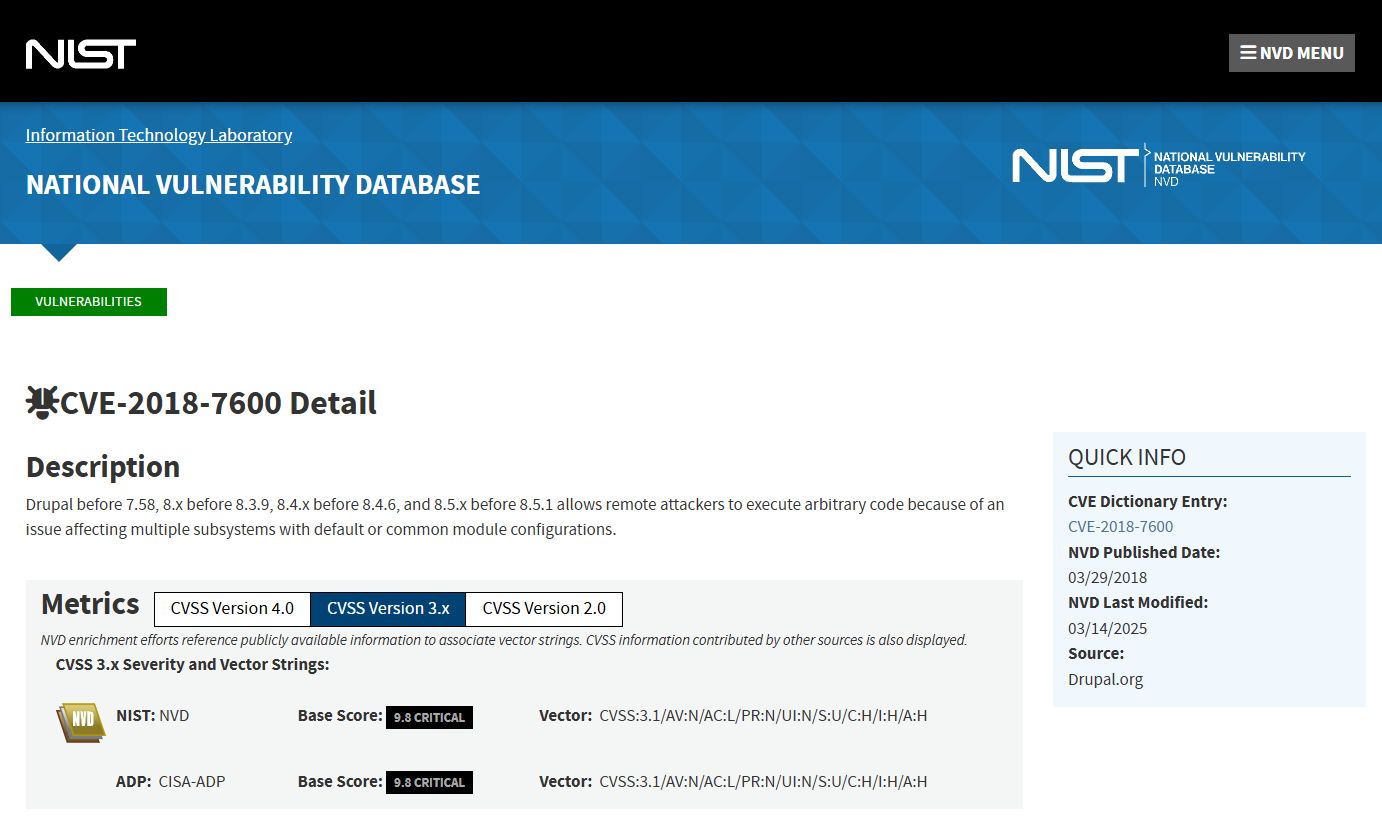 NIST
NVD MENU
Information Technology Laboratory
NATIONAL VULNERABILITY DATABASE
NIST
NATIONAL VULNERABILITY
DATABASE
NVD
VULNERABILITIES
CVE-2018-7600 Detail
Description
Drupal before 7.58, 8.x before 8.3.9, 8.4.x before 8.4.6, and 8.5.x before 8.5.1 allows remote attackers to execute arbitrary code because of an
issue affecting multiple subsystems with default or common module configurations.
Metrics
CVSS Version 4.0
CVSS Version 3.x
CVSS Version 2.0
NVD enrichment efforts reference publicly available information to associate vector strings. CVSS information contributed by other sources is also displayed.
CVSS 3.x Severity and Vector Strings:
NVD
NIST: NVD
Base Score: 9.8 CRITICAL
Vector: CVSS:3.1/AV:N/AC:L/PR:N/UI:N/S:U/C:H/I:H/A:H
ADP: CISA-ADP
Base Score: 9.8 CRITICAL
Vector: CVSS:3.1/AV:N/AC:L/PR:N/UI:N/S:U/C:H/I:H/A:H
QUICK INFO
CVE Dictionary Entry:
CVE-2018-7600
NVD Published Date:
03/29/2018
NVD Last Modified:
03/14/2025
Source:
Drupal.org